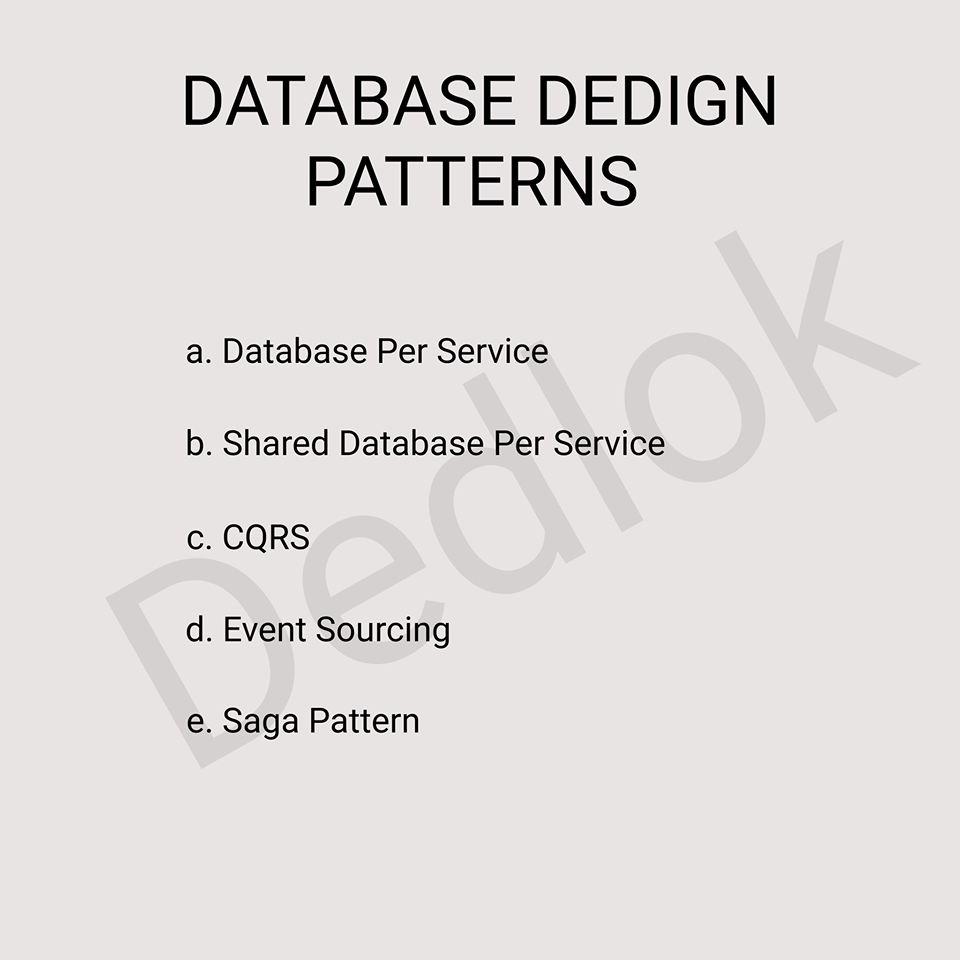 DATABASE DEDIGN
PATTERNS
a. Database Per Service
b. Shared Database Per Service
c. CQRS
d. Event Sourcing
e. Saga Pattern
Dedlok